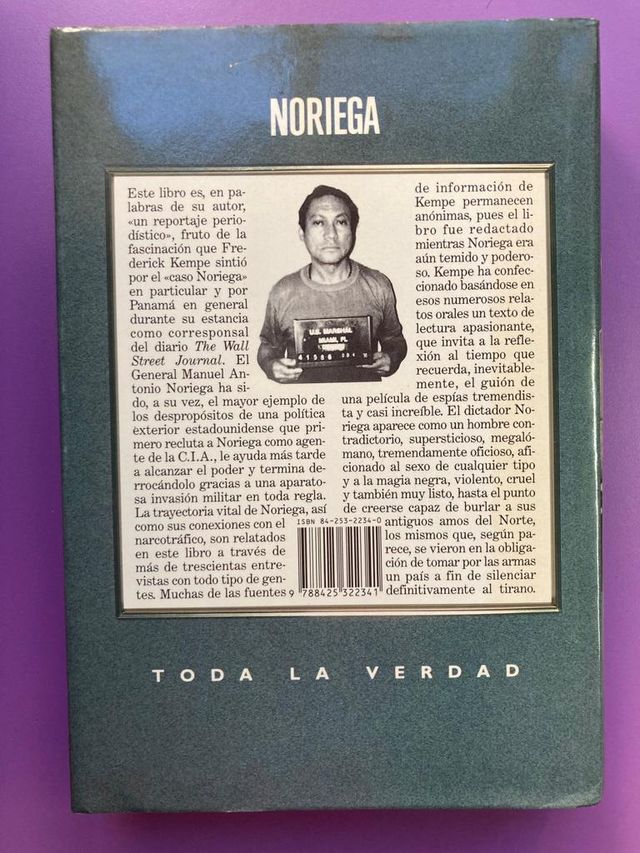 NORIEGA
Este libro es, en pa-
labras de su autor,
«un reportaje perio-
dístico», fruto de la
fascinación que Fre-
derick Kempe sintió
por el «caso Noriega»
en particular y por
Panamá en general
durante su estancia
como corresponsal
del diario The Wall
Street Journal. El
General Manuel An-
tonio Noriega ha si-
do, a su vez, el mayor ejemplo de
los despropósitos de una política
exterior estadounidense que pri-
mero recluta a Noriega como agen-
te de la C.I.A., le ayuda más tarde
a alcanzar el poder y termina de-
rrocándolo gracias a una aparato-
sa invasión militar en toda regla.
La trayectoria vital de Noriega, así
como sus conexiones con el
narcotráfico, son relatados
en este libro a través de
más de trescientas entre-
vistas con todo tipo de gen-
tes. Muchas de las fuentes
de información de
Kempe permanecen
anónimas, pues el li-
bro fue redactado
mientras Noriega era
aún temido y podero-
so. Kempe ha confec-
cionado basándose en
esos numerosos rela-
tos orales un texto de
lectura apasionante,
que invita a la refle-
xión al tiempo que
recuerda, inevitable-
mente, el guión de
una película de espías tremendis-
ta y casi increíble. El dictador No-
riega aparece como un hombre con-
tradictorio, supersticioso, megaló-
mano, tremendamente oficioso, afi-
cionado al sexo de cualquier tipo
y a la magia negra, violento, cruel
y también muy listo, hasta el punto
de creerse capaz de burlar a sus
antiguos amos del Norte,
los mismos que, según pa-
rece, se vieron en la obliga-
ción de tomar por las armas
un país a fin de silenciar
definitivamente al tirano.
U.S. MARSHAL
MIAMI, FL
41586
ISBN 84-253-2234-0
9 788425 322341
TODA LA VERDAD